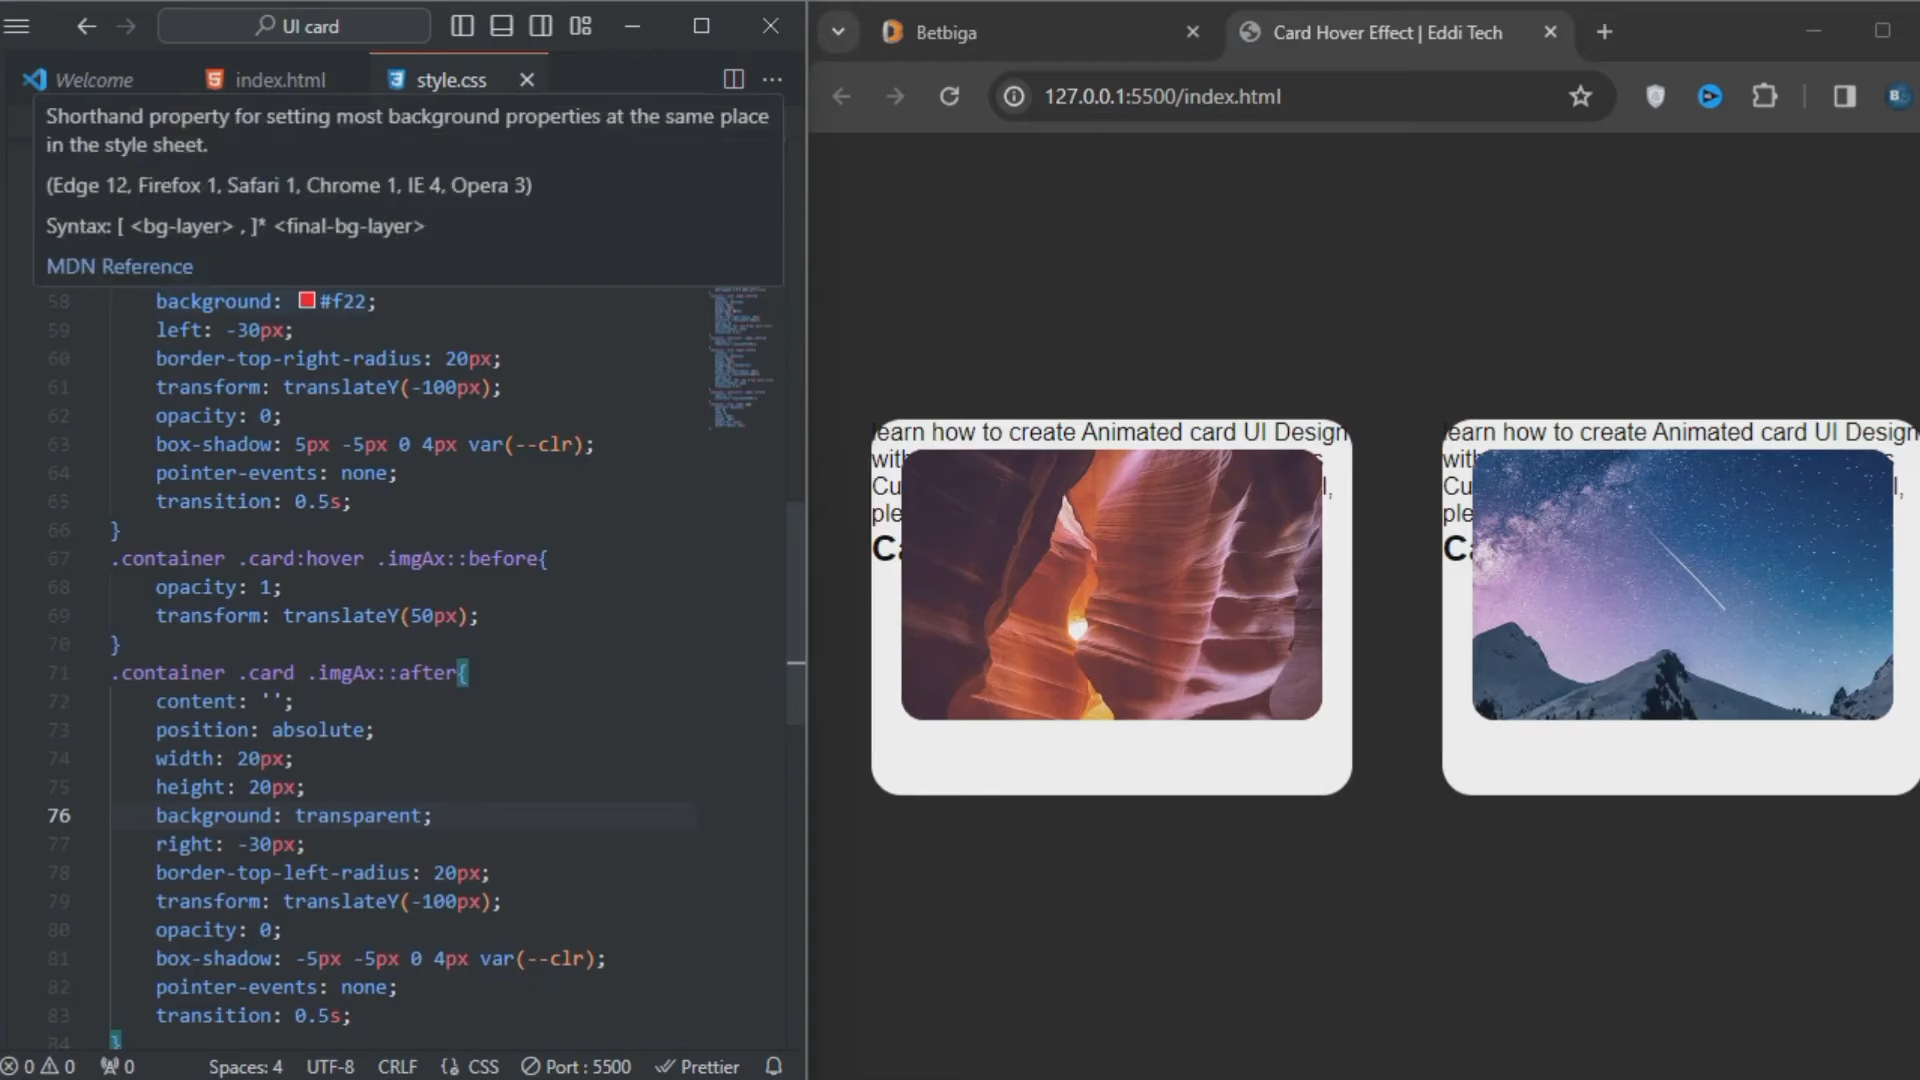 UI card
Welcome
index.html
style.css
Shorthand property for setting most background properties at the same place
in the style sheet.
(Edge 12, Firefox 1, Safari 1, Chrome 1, IE 4, Opera 3)
Syntax: [ <bg-layer> , ]* <final-bg-layer>
MDN Reference
58 background: #f22;
59 left: -30px;
60 border-top-right-radius: 20px;
61 transform: translateY(-100px);
62 opacity: 0;
63 box-shadow: 5px -5px 0 4px var(--clr);
64 pointer-events: none;
65 transition: 0.5s;
66 }
67 .container .card:hover .imgAx::before{
68 opacity: 1;
69 transform: translateY(50px);
70 }
71 .container .card .imgAx::after{
72 content: '';
73 position: absolute;
74 width: 20px;
75 height: 20px;
76 background: transparent;
77 right: -30px;
78 border-top-left-radius: 20px;
79 transform: translateY(-100px);
80 opacity: 0;
81 box-shadow: -5px -5px 0 4px var(--clr);
82 pointer-events: none;
83 transition: 0.5s;
84 }
0 0 0 Spaces: 4 UTF-8 CRLF CSS Port : 5500 Prettier
Betbiga
Card Hover Effect | Eddi Tech
127.0.0.1:5500/index.html
learn how to create Animated card UI Design
learn how to create Animated card UI Design